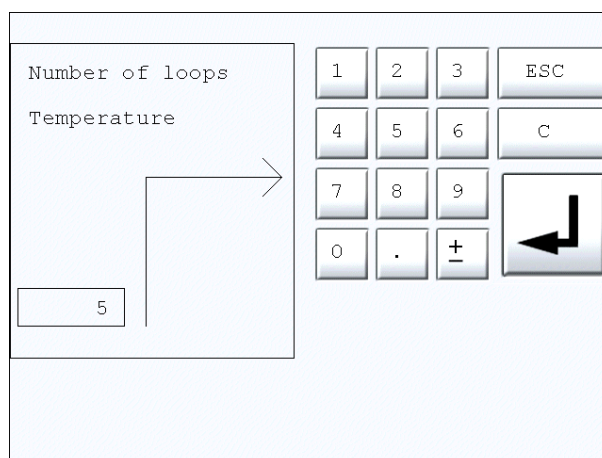 Number of loops
Temperature
5
1 2 3 ESC
4 5 6 C
7 8 9
0 . ±